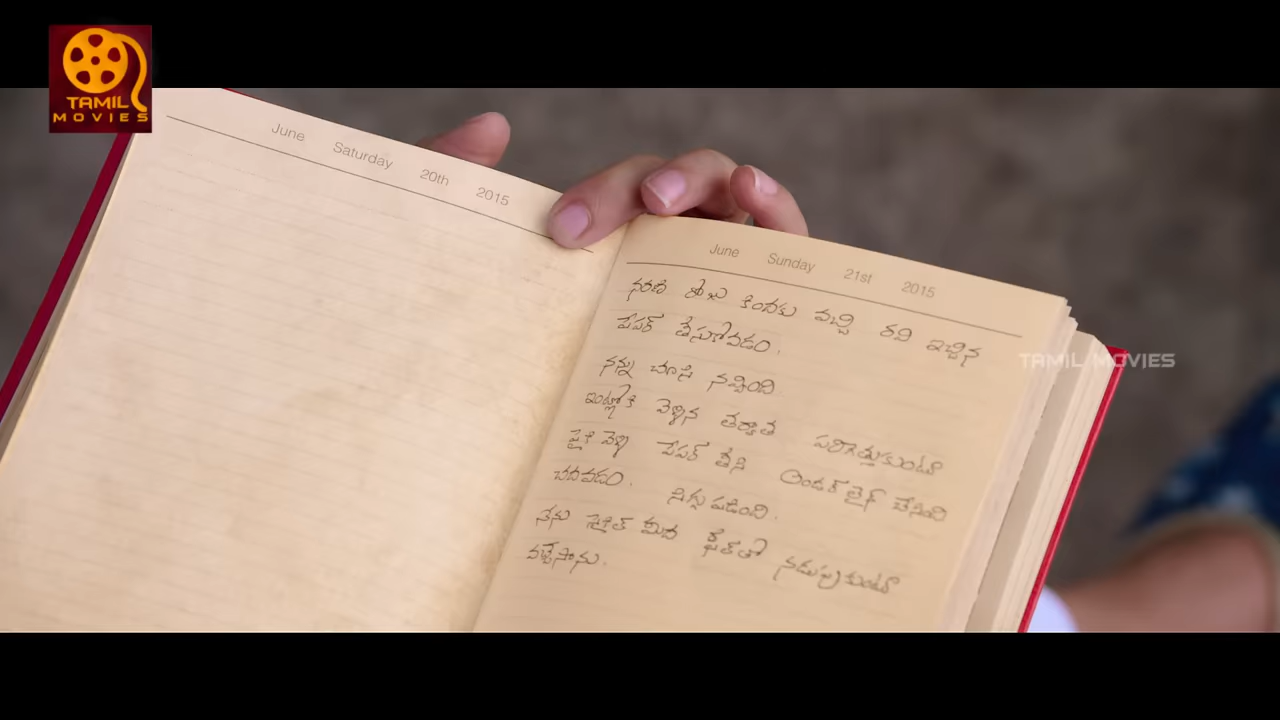 TAMIL
MOVIES
June Saturday 20th 2015
June Sunday 21st 2015
కిందకు వచ్చి రవి ఇచ్చిన
పేపర్ తీసుకోవడం.
నన్ను చూసి నవ్వింది
ఇంట్లోకి వెళ్ళిన తర్వాత పరిగెత్తుకుంటూ
పైకి వెళ్ళి పేపర్ తీసి అండర్ లైన్ చేసింది
చదవడం. సిగ్గు పడింది.
నేను సైకిల్ మీద నడుపుకుంటూ
వచ్చేసాను.
TAMIL MOVIES